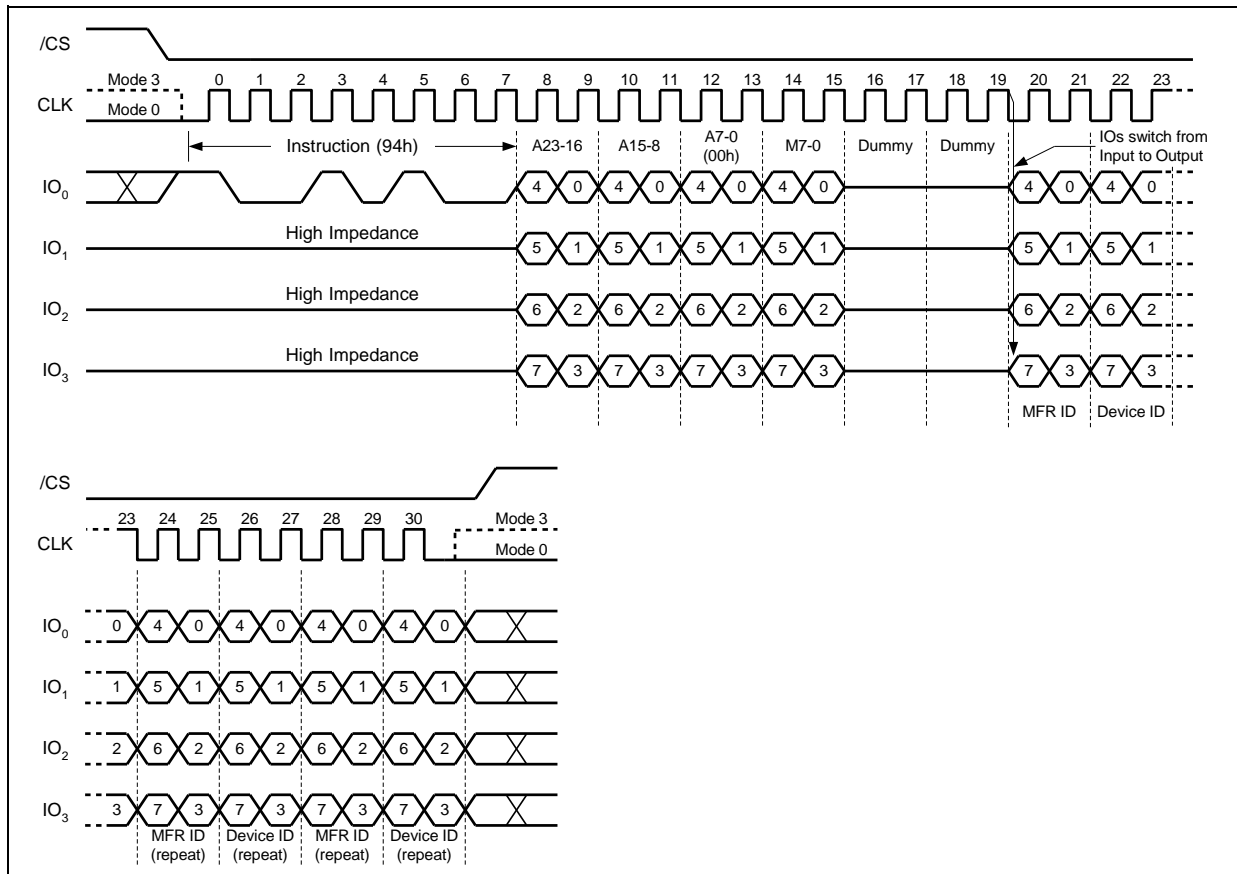 /CS
Mode 3
0 1 2 3 4 5 6 7 8 9 10 11 12 13 14 15 16 17 18 19 20 21 22 23
CLK
Mode 0
Instruction (94h)
A23-16
A15-8
A7-0
(00h)
M7-0
Dummy
Dummy
IOs switch from
Input to Output
IO0
4 0 4 0 4 0 4 0 4 0 4 0
High Impedance
IO1
5 1 5 1 5 1 5 1 5 1 5 1
High Impedance
IO2
6 2 6 2 6 2 6 2 6 2 6 2
High Impedance
IO3
7 3 7 3 7 3 7 3 7 3 7 3
MFR ID
Device ID
/CS
23 24 25 26 27 28 29 30
Mode 3
CLK
Mode 0
IO0
0 4 0 4 0 4 0 4 0
IO1
1 5 1 5 1 5 1 5 1
IO2
2 6 2 6 2 6 2 6 2
IO3
3 7 3 7 3 7 3 7 3
MFR ID
(repeat)
Device ID
(repeat)
MFR ID
(repeat)
Device ID
(repeat)